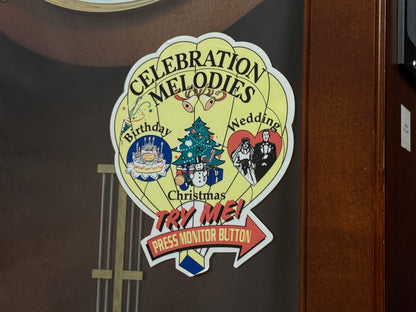 CELEBRATION
MELODIES
Birthday
Wedding
Christmas
TRY ME!
PRESS MONITOR BUTTON